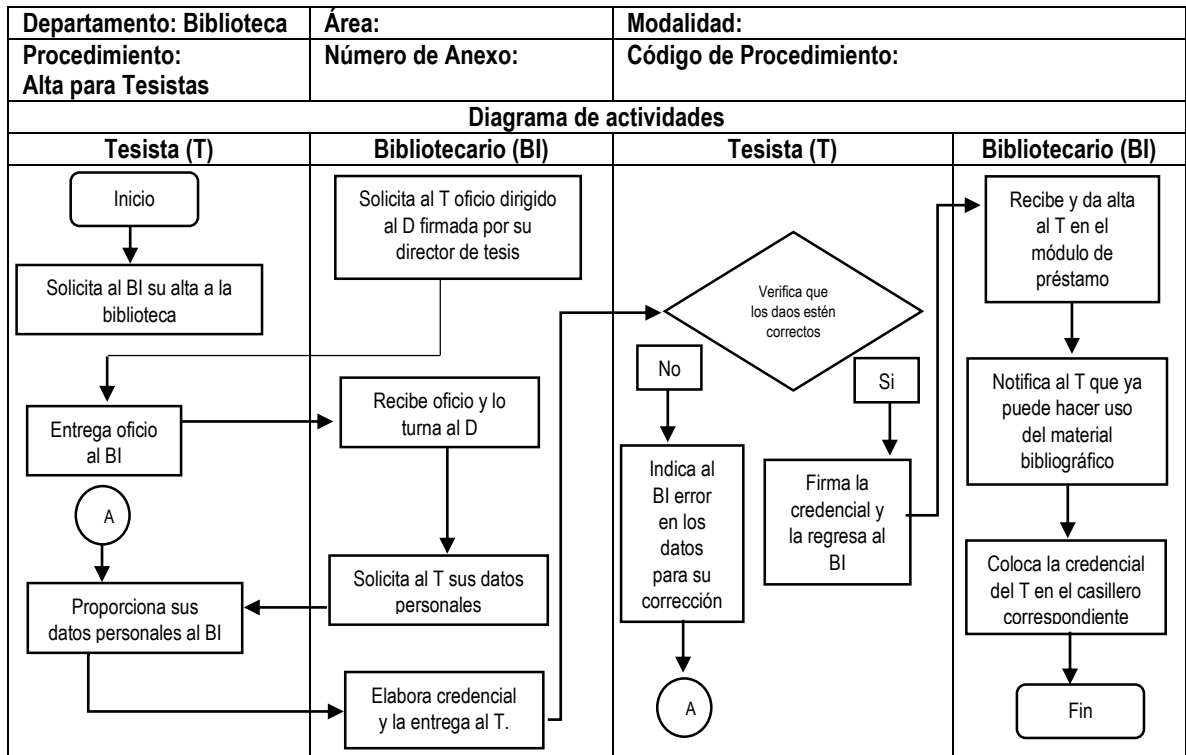 Departamento: Biblioteca
Área:
Modalidad:
Procedimiento:
Alta para Tesistas
Número de Anexo:
Código de Procedimiento:
Diagrama de actividades
Tesista (T)
Bibliotecario (BI)
Tesista (T)
Bibliotecario (BI)
Inicio
Solicita al BI su alta a la
biblioteca
Entrega oficio
al BI
A
Proporciona sus
datos personales al BI
Solicita al T oficio dirigido
al D firmada por su
director de tesis
Recibe oficio y lo
turna al D
Solicita al T sus datos
personales
Elabora credencial
y la entrega al T.
Verifica que
los daos estén
correctos
No
Si
Indica al
BI error
en los
datos
para su
corrección
A
Firma la
credencial y
la regresa al
BI
Recibe y da alta
al T en el
módulo de
préstamo
Notifica al T que ya
puede hacer uso
del material
bibliográfico
Coloca la credencial
del T en el casillero
correspondiente
Fin